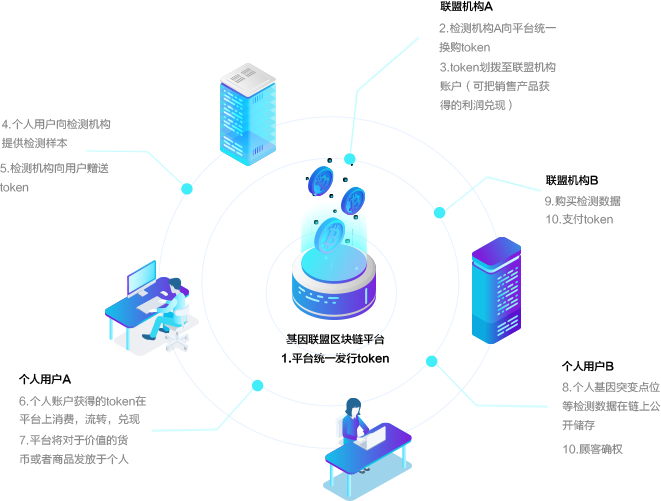 联盟机构A
2.检测机构A向平台统一
换购token
3.token划拨至联盟机构
账户（可把销售产品获
得的利润兑现）
4.个人用户向检测机构
提供检测样本
5.检测机构向用户赠送
token
联盟机构B
9.购买检测数据
10.支付token
基因联盟区块链平台
1.平台统一发行token
个人用户A
6.个人账户获得的token在
平台上消费，流转，兑现
7.平台将对于价值的货
币或者商品发放于个人
个人用户B
8.个人基因突变点位
等检测数据在链上公
开储存
10.顾客确权